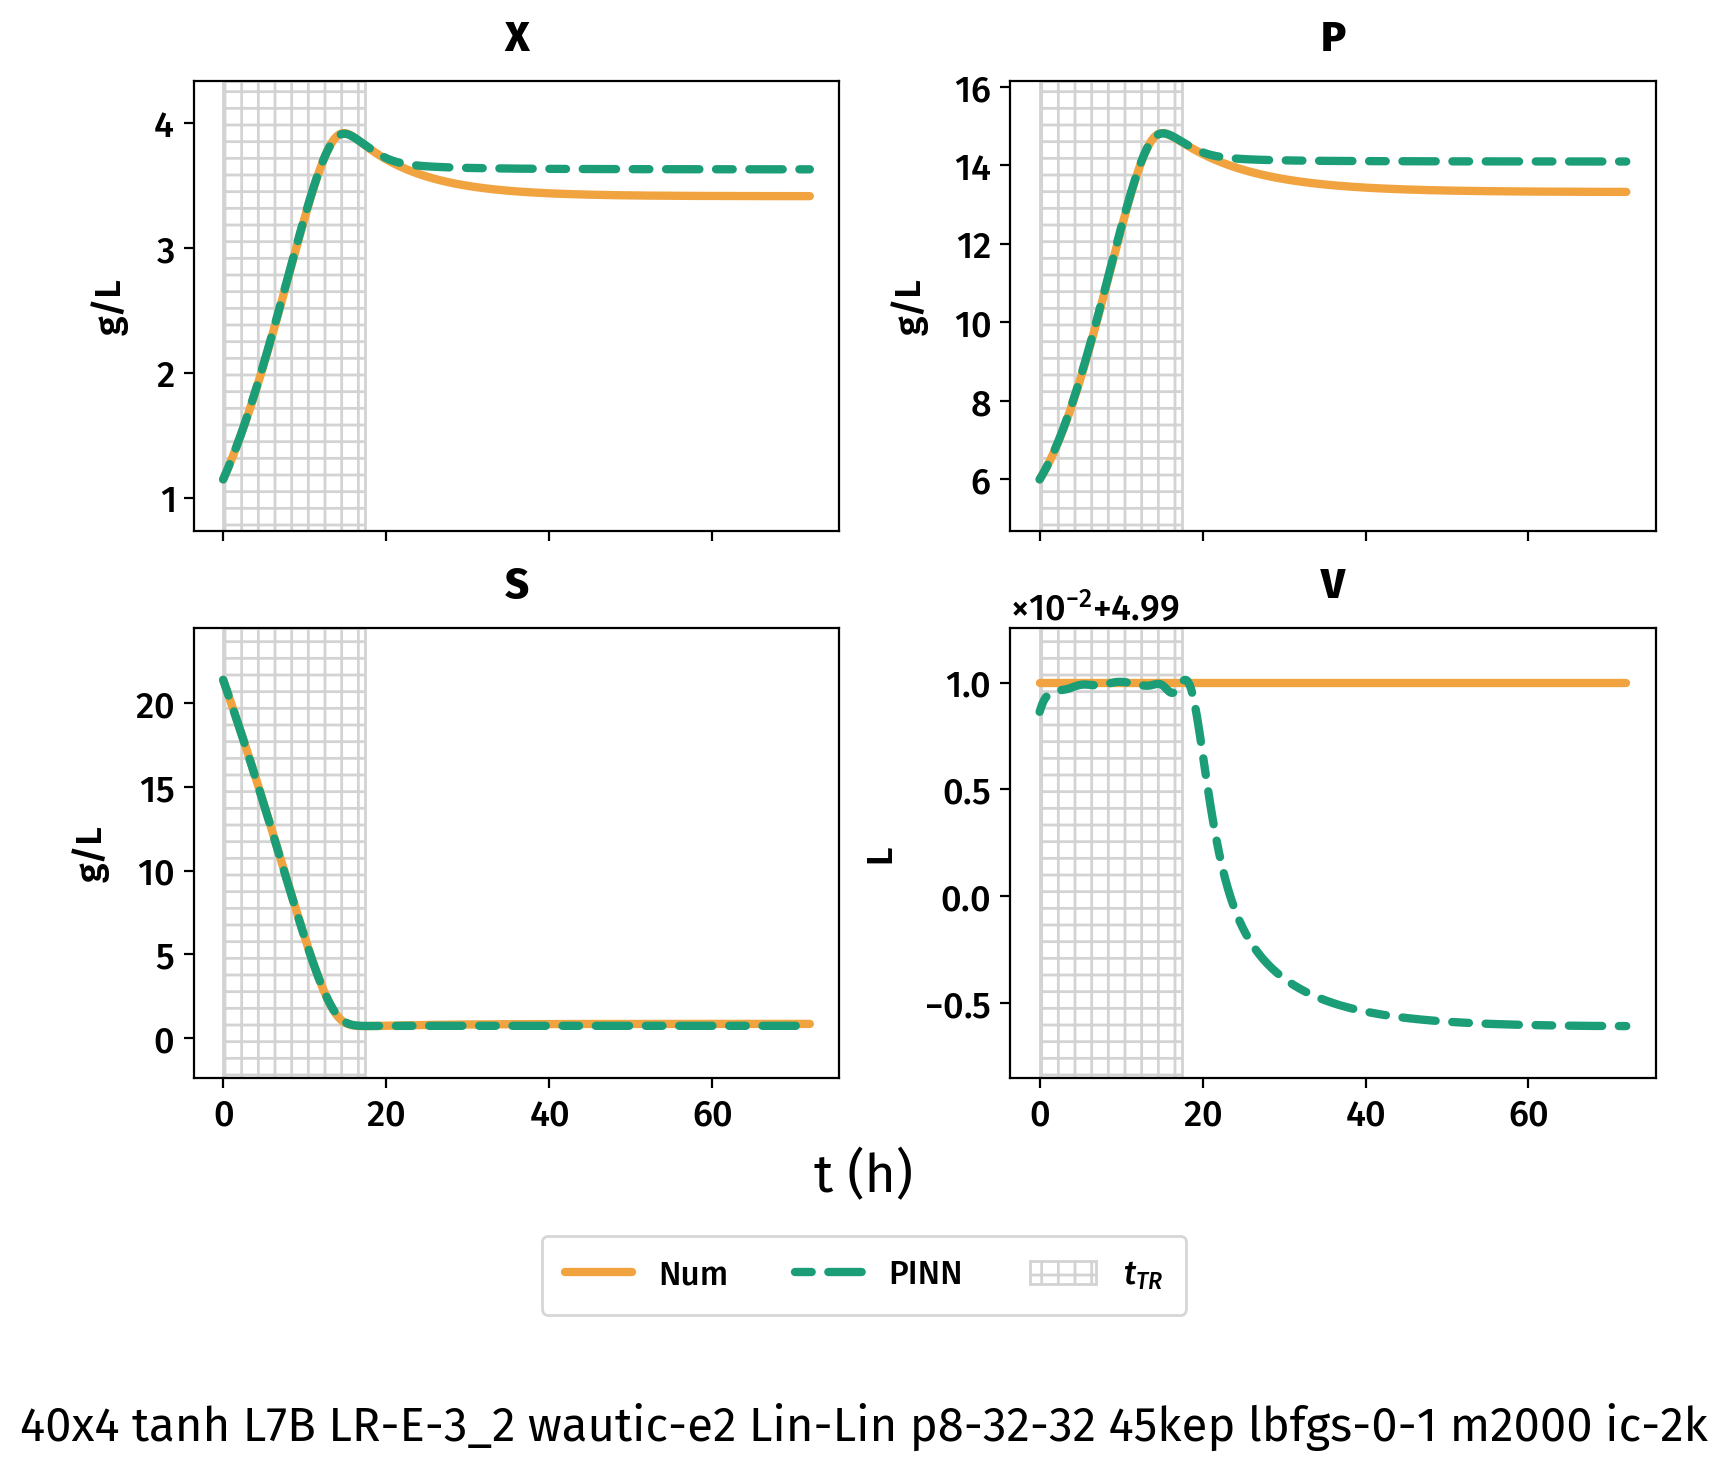 X
P
4
3
2
1
g/L
16
14
12
10
8
6
g/L
S
V
×10⁻²+4.99
20
15
10
5
0
g/L
1.0
0.5
0.0
−0.5
L
0 20 40 60
0 20 40 60
t (h)
Num PINN t_TR
40x4 tanh L7B LR-E-3_2 wautic-e2 Lin-Lin p8-32-32 45kep lbfgs-0-1 m2000 ic-2k